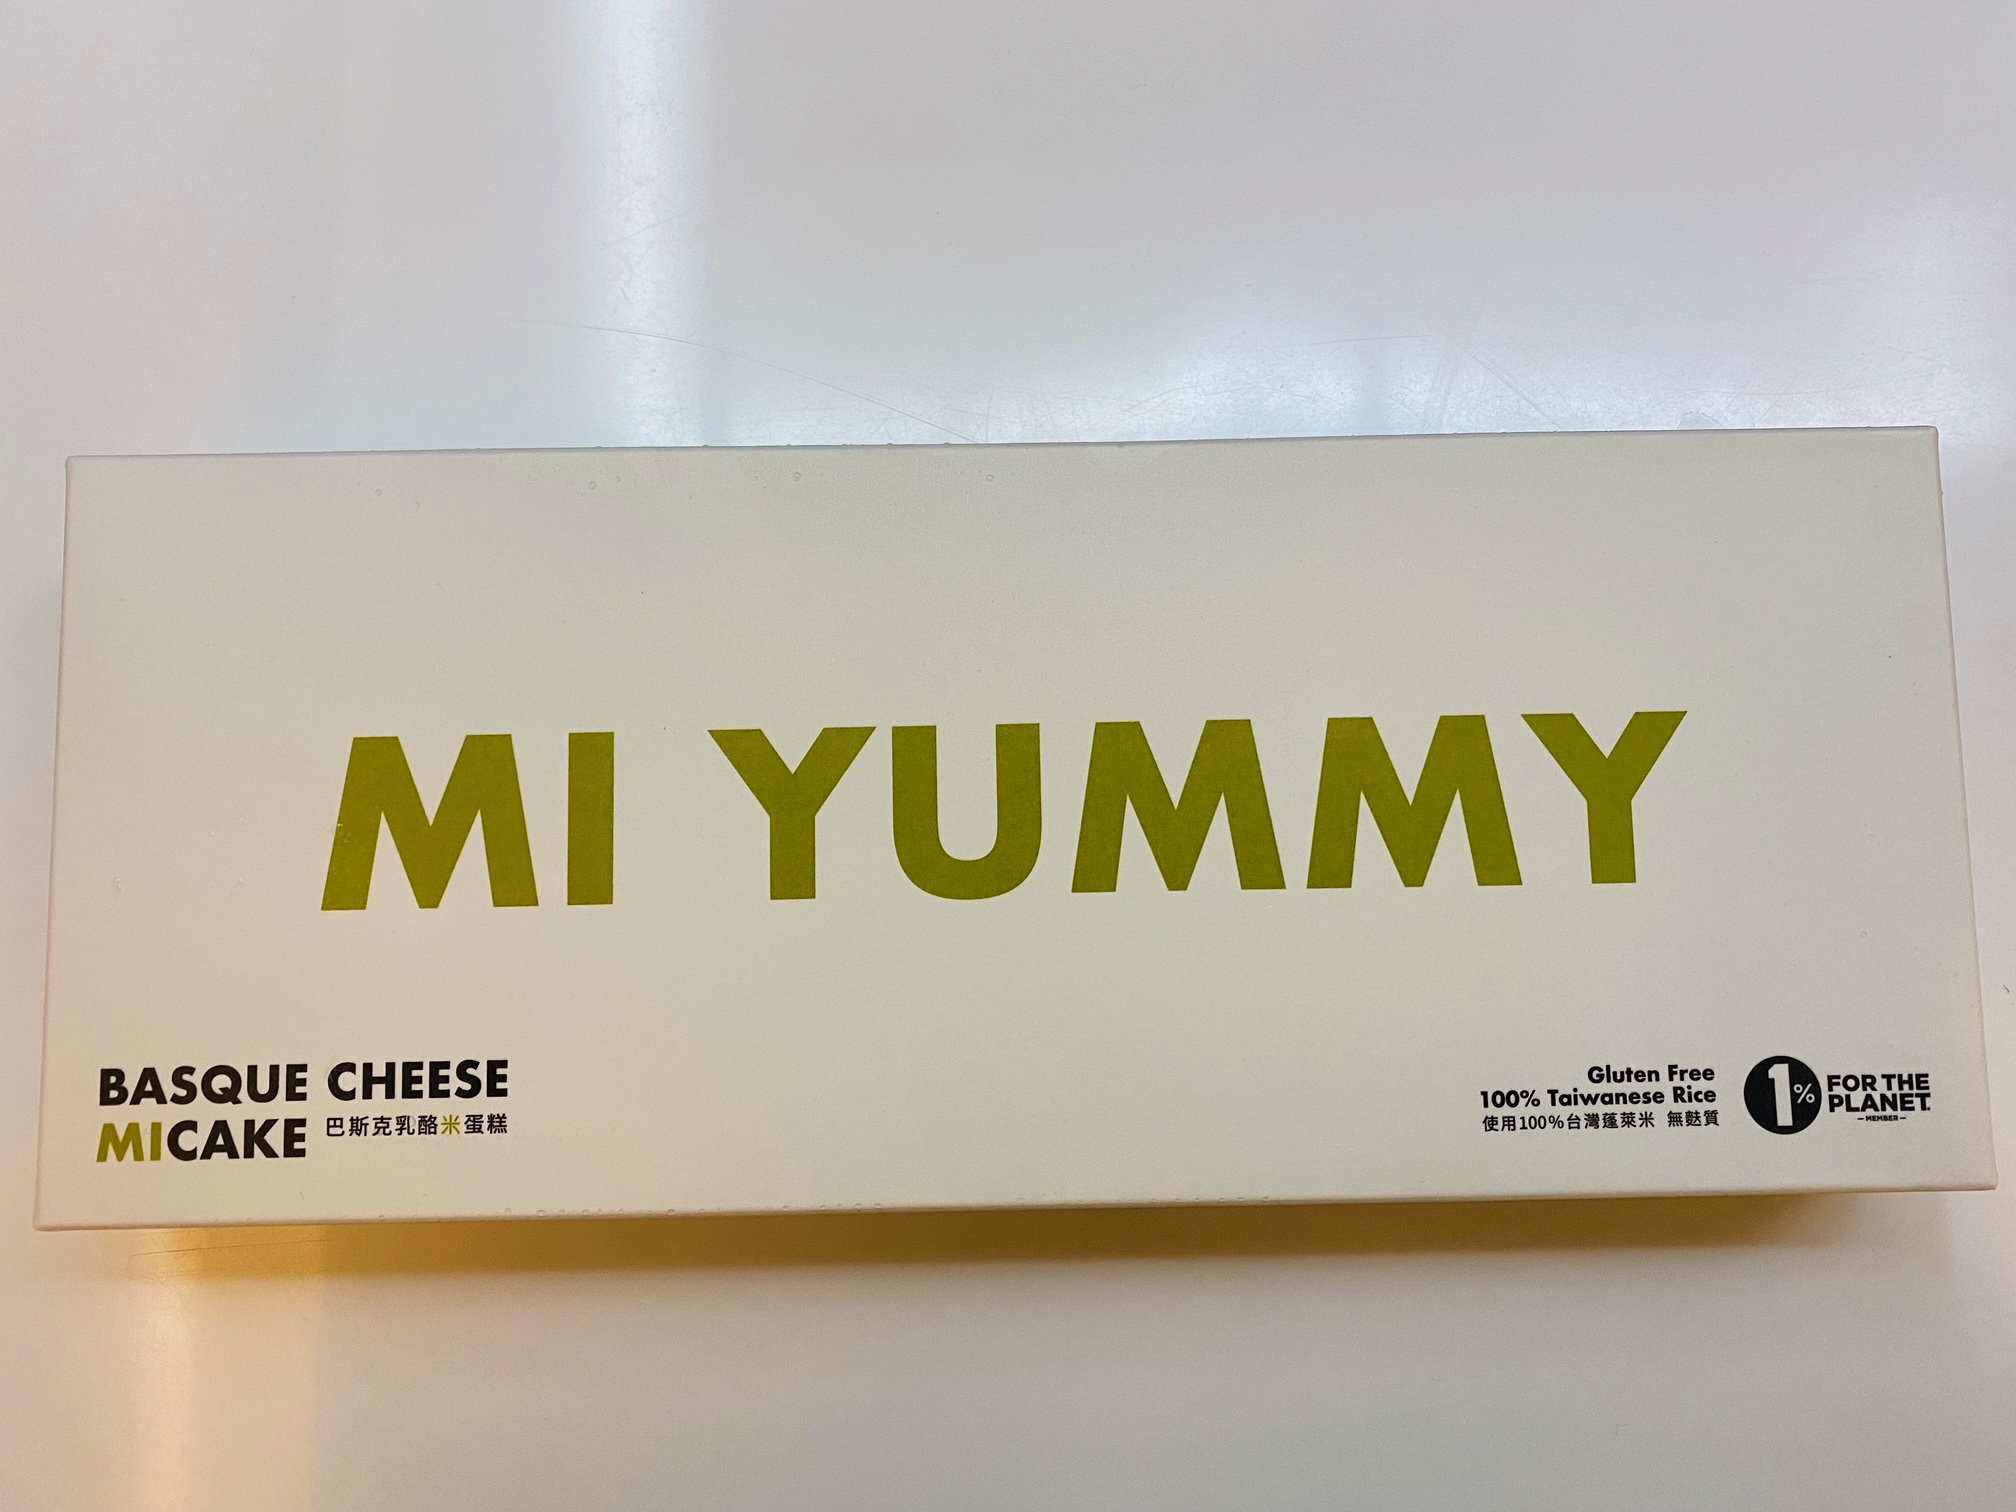 MI YUMMY
BASQUE CHEESE
MICAKE
巴斯克乳酪米蛋糕
Gluten Free
100% Taiwanese Rice
使用100%台灣蓬萊米 無麩質
1%
FOR THE
PLANET.
MEMBER